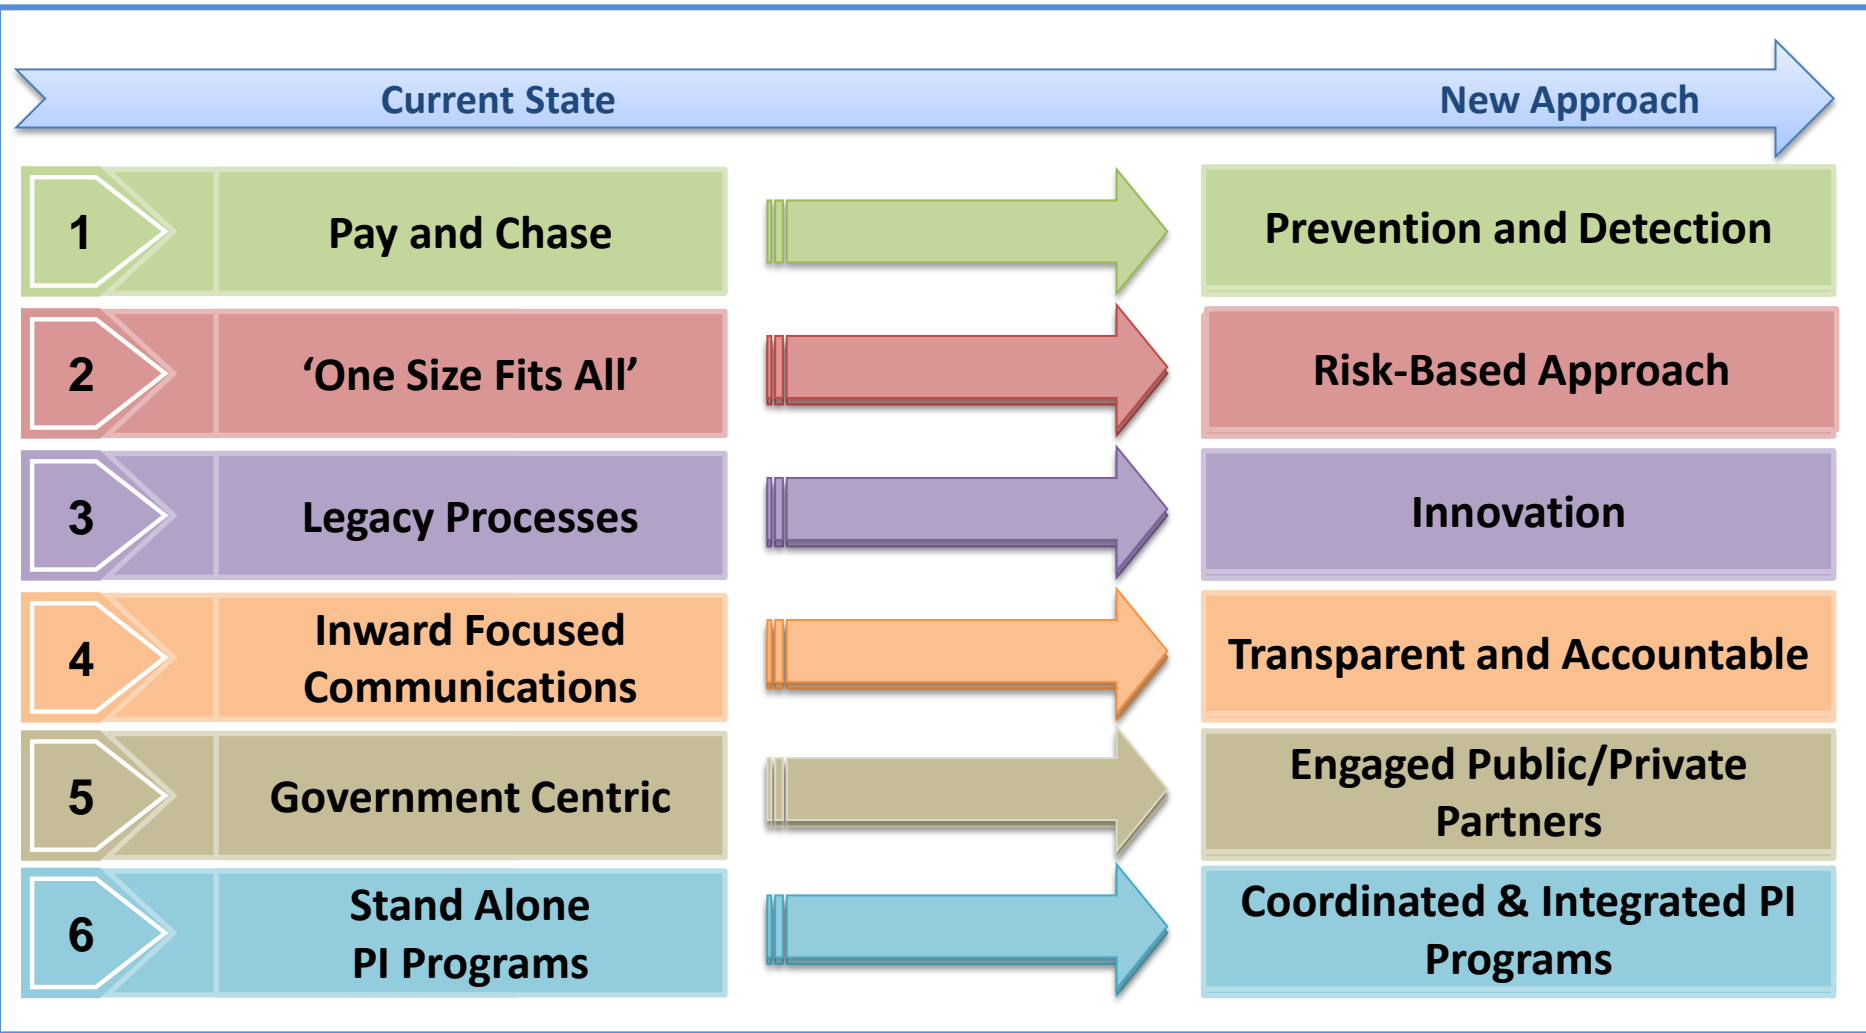 Current State New Approach
1 Pay and Chase Prevention and Detection
2 ‘One Size Fits All’ Risk-Based Approach
3 Legacy Processes Innovation
4 Inward Focused
Communications
Transparent and Accountable
5 Government Centric
Engaged Public/Private
Partners
6 Stand Alone
PI Programs
Coordinated & Integrated PI
Programs